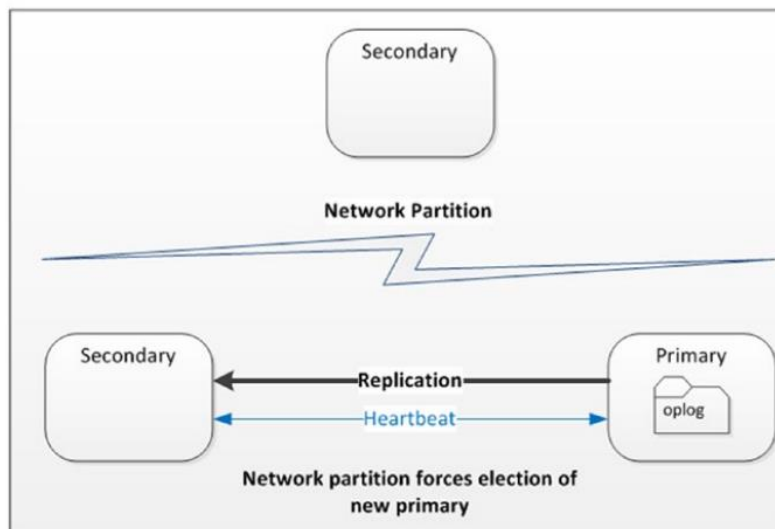 Secondary
Network Partition
Secondary
Primary
oplog
Replication
Heartbeat
Network partition forces election of
new primary